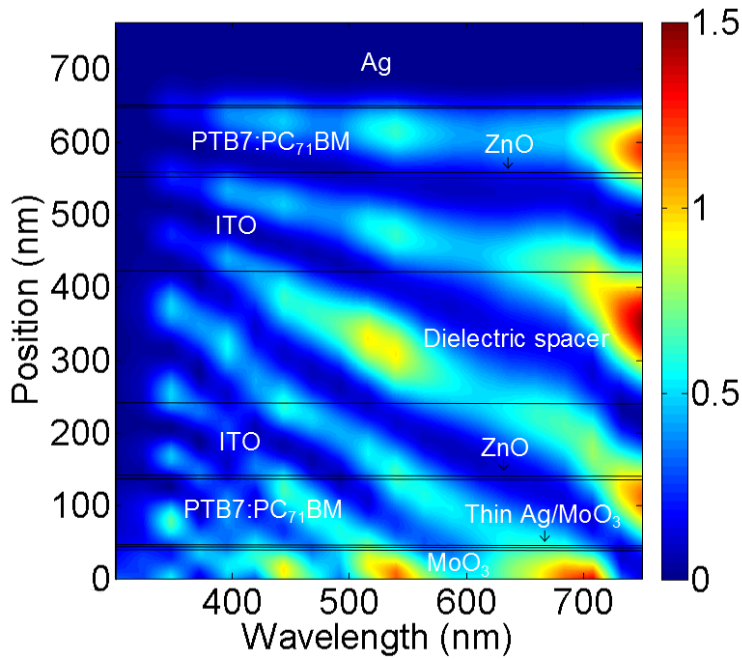 1.5
700
Ag
600
PTB7:PC₇₁BM
ZnO
500
ITO
1
400
Dielectric spacer
300
0.5
200
ITO
ZnO
100
PTB7:PC₇₁BM
Thin Ag/MoO₃
MoO₃
0
0
400
500
600
700
Wavelength (nm)
Position (nm)